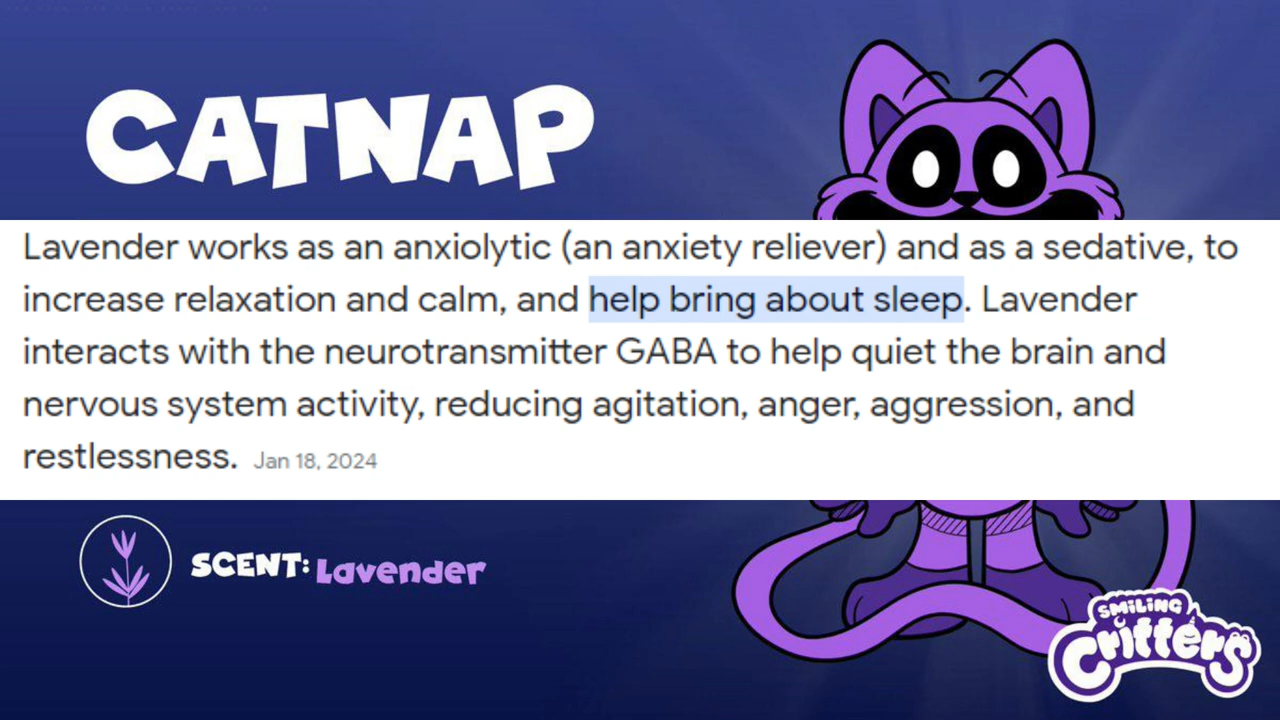 CATNAP
Lavender works as an anxiolytic (an anxiety reliever) and as a sedative, to
increase relaxation and calm, and help bring about sleep. Lavender
interacts with the neurotransmitter GABA to help quiet the brain and
nervous system activity, reducing agitation, anger, aggression, and
restlessness. Jan 18, 2024
SCENT: Lavender
SMiLiNG
Critters